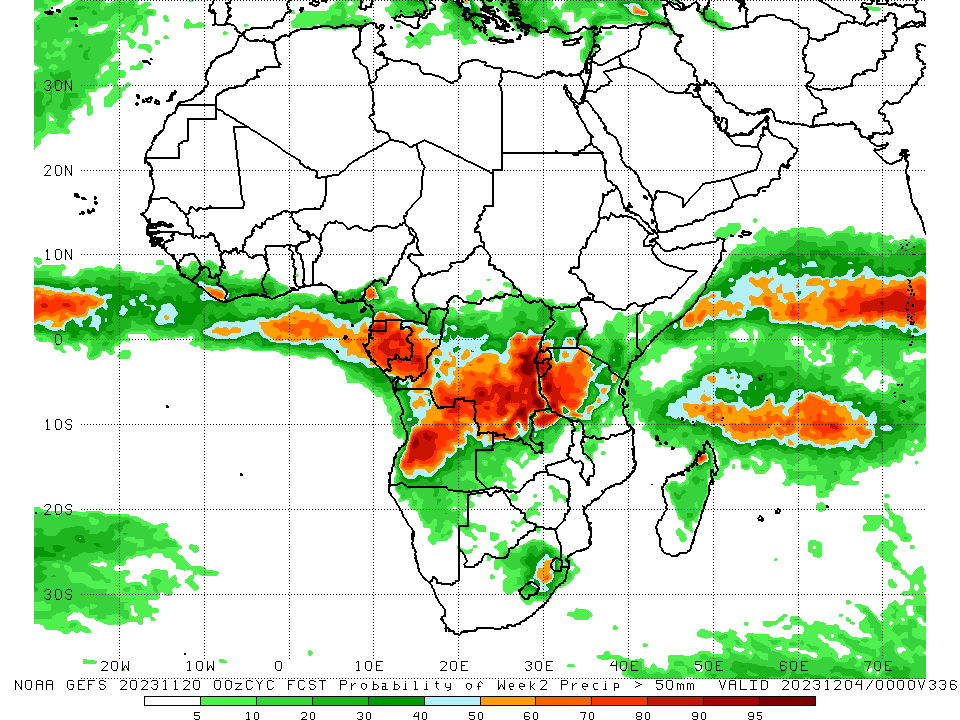 30N
20N
10N
0
10S
20S
30S
20W 10W 0 10E 20E 30E 40E 50E 60E 70E
NOAA GEFS 20231120 00zCYC FCST Probability of Week2 Precip > 50mm VALID 20231204/0000V336
5 10 20 30 40 50 60 70 80 90 95